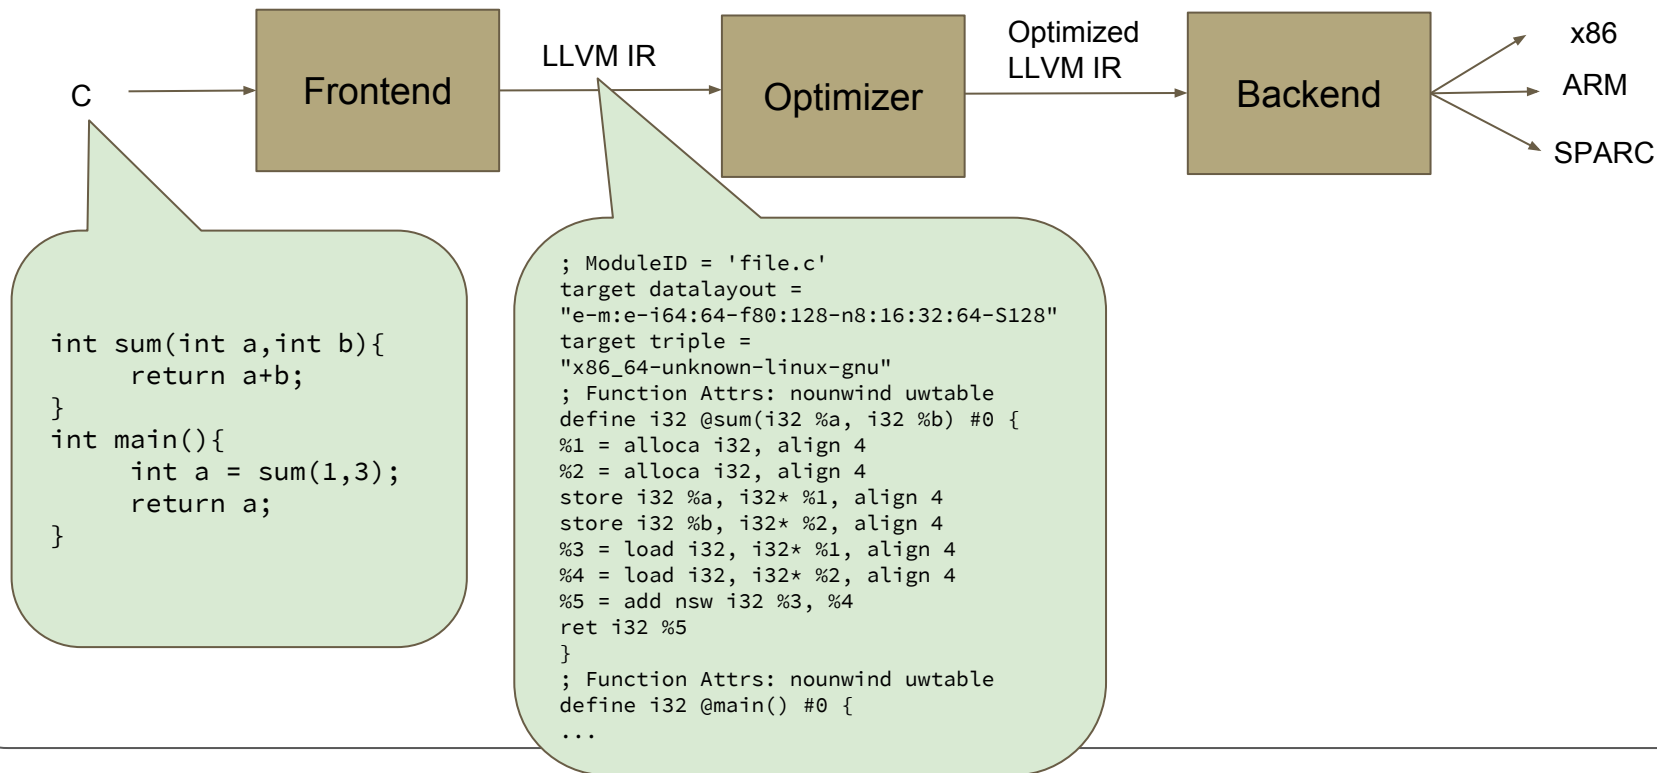 C
Frontend
LLVM IR
Optimizer
Optimized
LLVM IR
Backend
x86
ARM
SPARC
int sum(int a,int b){
     return a+b;
}
int main(){
     int a = sum(1,3);
     return a;
}
; ModuleID = 'file.c'
target datalayout =
"e-m:e-i64:64-f80:128-n8:16:32:64-S128"
target triple =
"x86_64-unknown-linux-gnu"
; Function Attrs: nounwind uwtable
define i32 @sum(i32 %a, i32 %b) #0 {
%1 = alloca i32, align 4
%2 = alloca i32, align 4
store i32 %a, i32* %1, align 4
store i32 %b, i32* %2, align 4
%3 = load i32, i32* %1, align 4
%4 = load i32, i32* %2, align 4
%5 = add nsw i32 %3, %4
ret i32 %5
}
; Function Attrs: nounwind uwtable
define i32 @main() #0 {
...